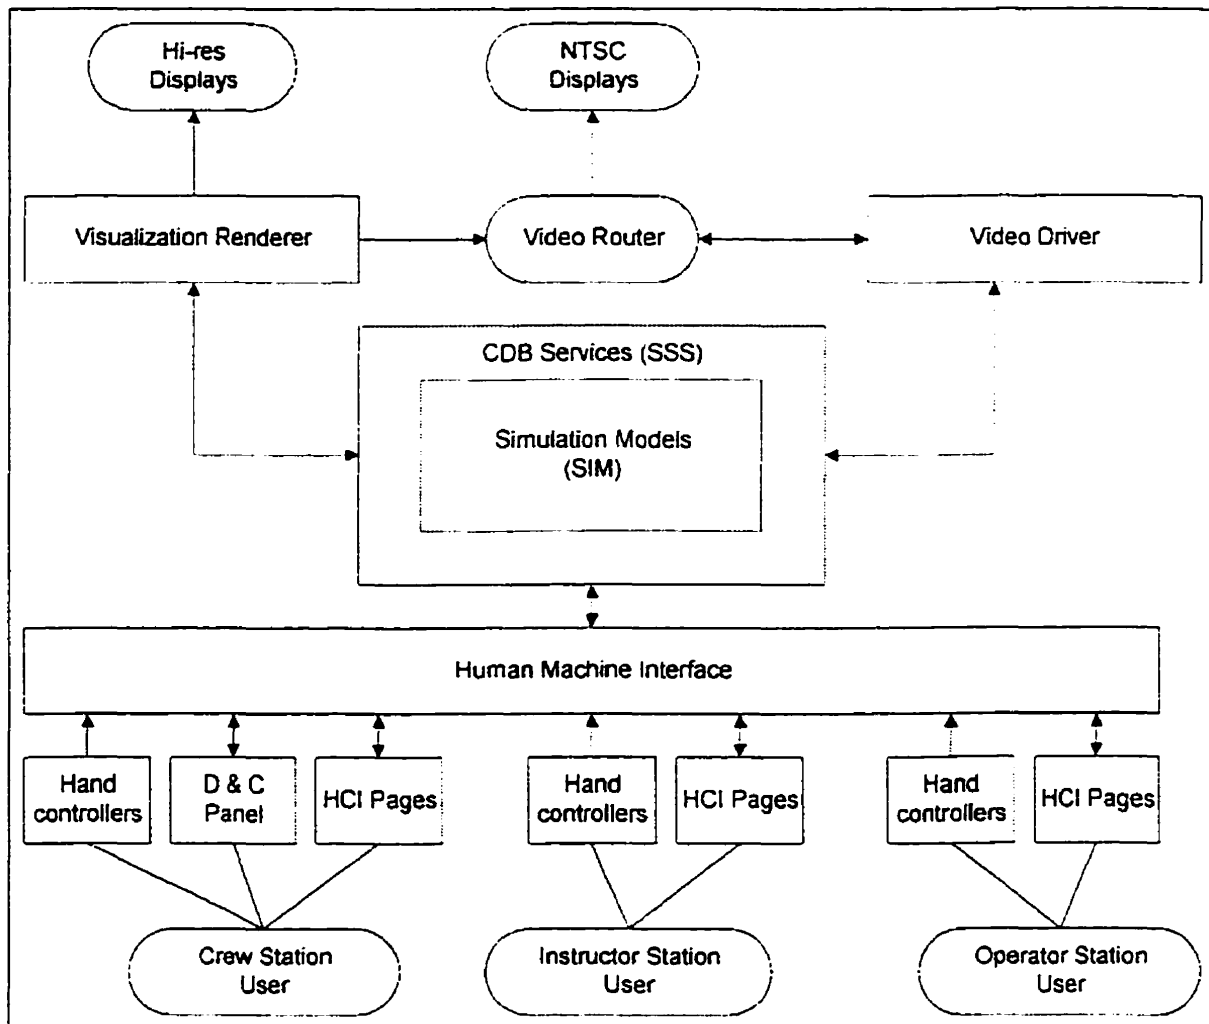 Hi-res
Displays
NTSC
Displays
Visualization Renderer
Video Router
Video Driver
CDB Services (SSS)
Simulation Models
(SIM)
Human Machine Interface
Hand
controllers
D & C
Panel
HCI Pages
Hand
controllers
HCI Pages
Hand
controllers
HCI Pages
Crew Station
User
Instructor Station
User
Operator Station
User